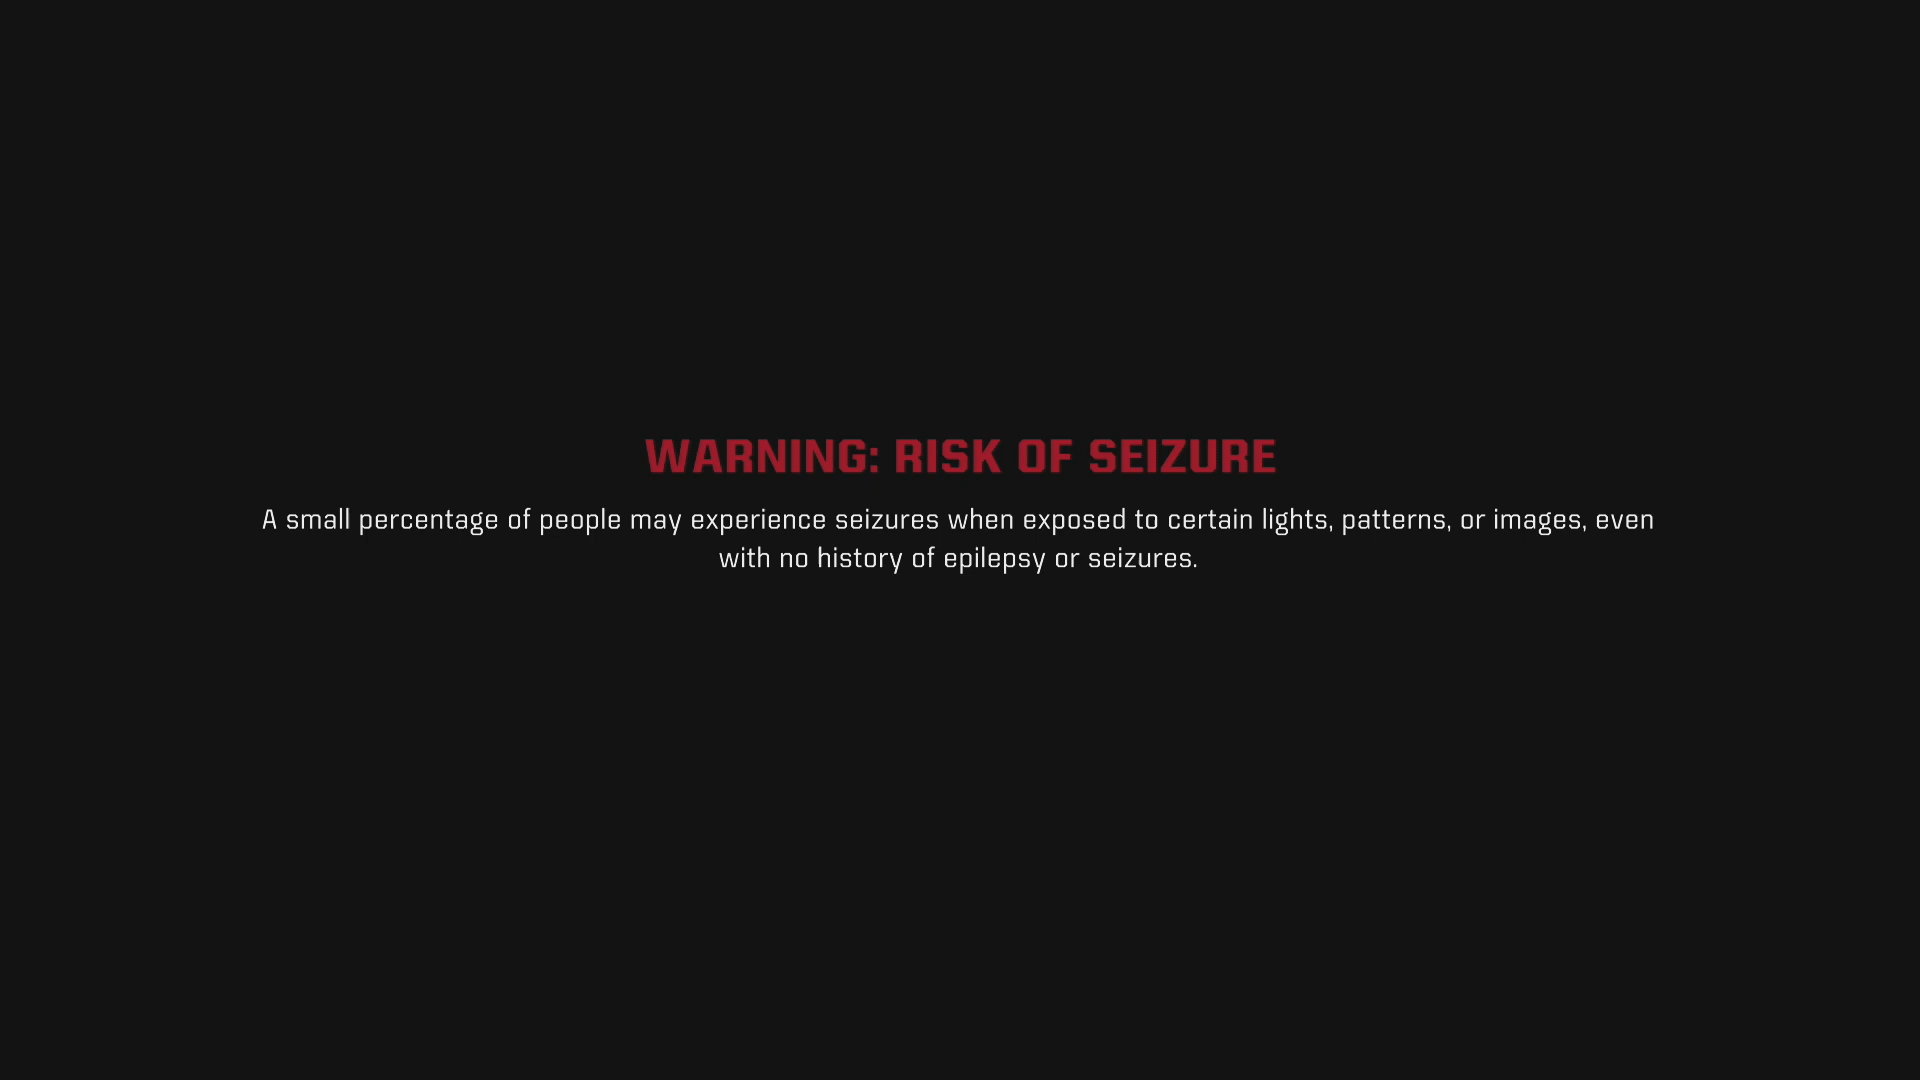 WARNING: RISK OF SEIZURE
A small percentage of people may experience seizures when exposed to certain lights, patterns, or images, even
with no history of epilepsy or seizures.